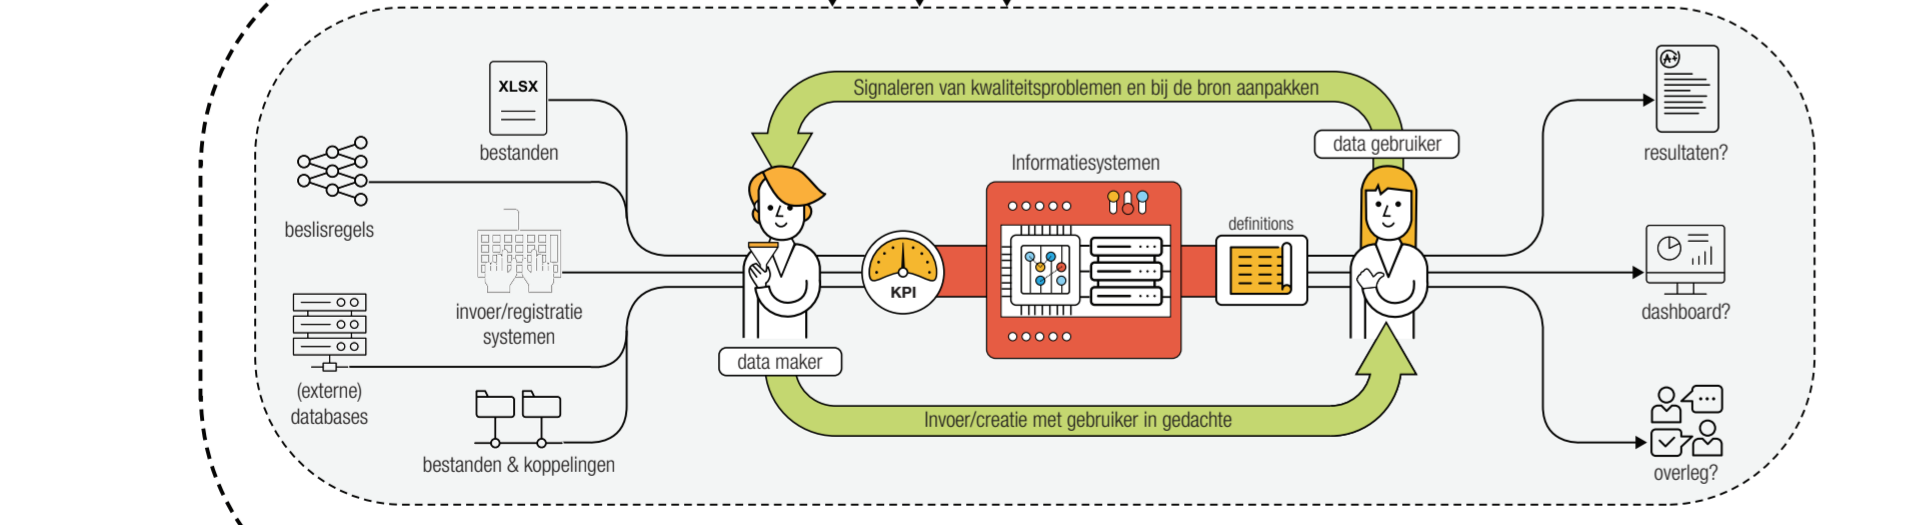 XLSX
bestanden
beslisregels
invoer/registratie
systemen
(externe)
databases
bestanden & koppelingen
Signaleren van kwaliteitsproblemen en bij de bron aanpakken
data gebruiker
Informatiesystemen
definitions
KPI
data maker
Invoer/creatie met gebruiker in gedachte
A+
resultaten?
dashboard?
overleg?